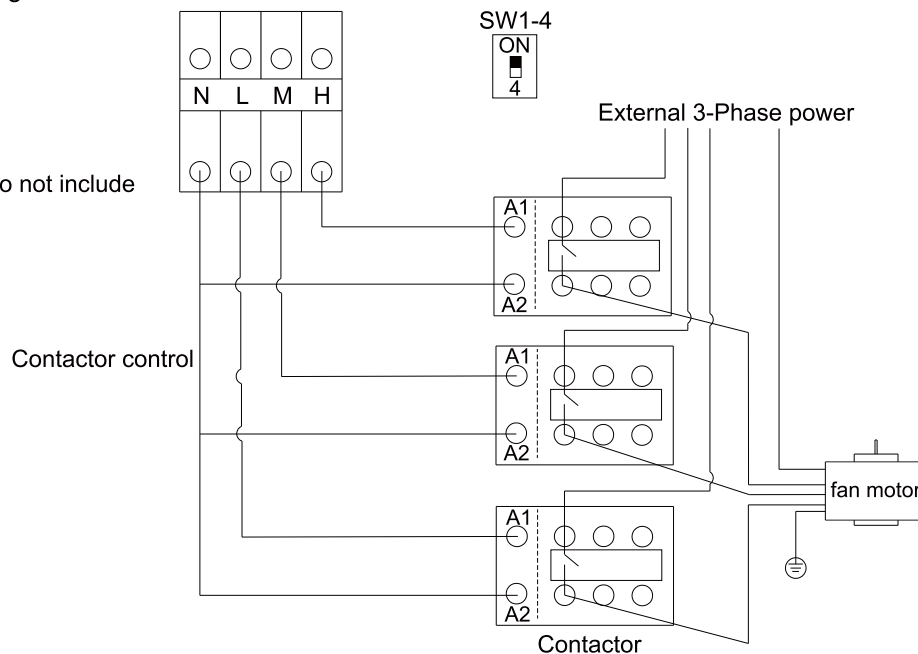 SW1-4
ON
4
N L M H
External 3-Phase power
o not include
A1
A2
Contactor control
A1
A2
fan motor
A1
A2
Contactor